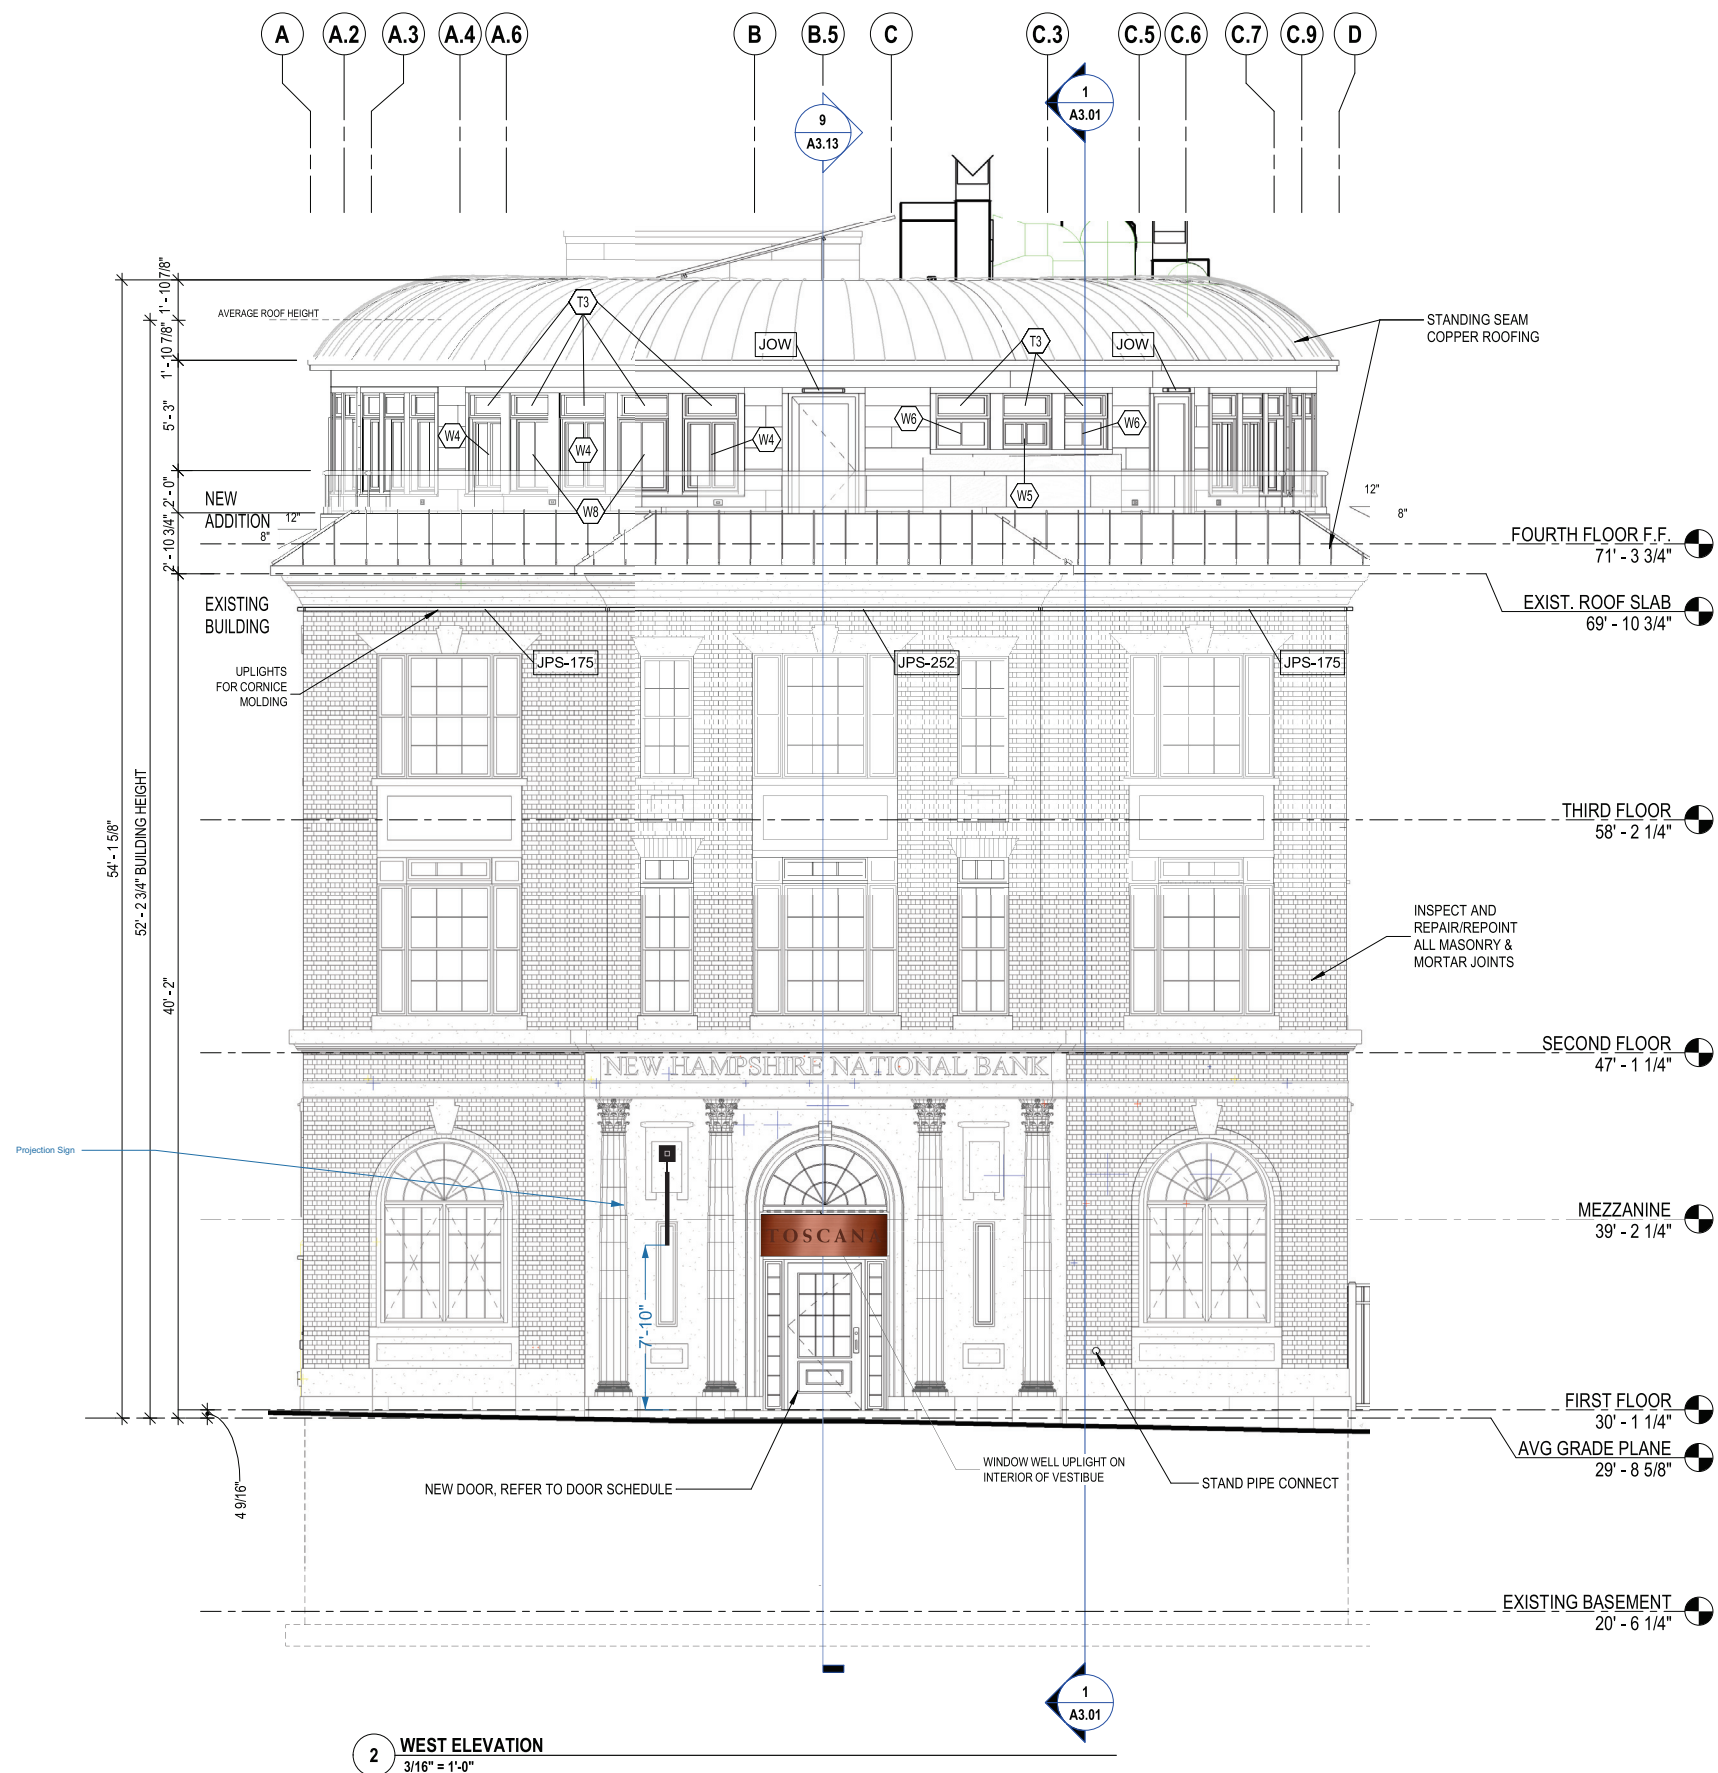 A
A.2
A.3
A.4
A.6
B
B.5
C
C.3
C.5
C.6
C.7
C.9
D
1
A3.01
9
A3.13
1'- 10 7/8"
1' - 10 7/8"
5' - 3"
2' - 0"
2' - 10 3/4"
54' - 1 5/8"
52' - 2 3/4" BUILDING HEIGHT
40' - 2"
4 9/16"
AVERAGE ROOF HEIGHT
T3
JOW
T3
JOW
STANDING SEAM
COPPER ROOFING
W4
W4
W4
W6
W6
W8
W5
NEW
ADDITION
12"
8"
12"
8"
FOURTH FLOOR F.F.
71' - 3 3/4"
EXISTING
BUILDING
EXIST. ROOF SLAB
69' - 10 3/4"
UPLIGHTS
FOR CORNICE
MOLDING
JPS-175
JPS-252
JPS-175
THIRD FLOOR
58' - 2 1/4"
INSPECT AND
REPAIR/REPOINT
ALL MASONRY &
MORTAR JOINTS
SECOND FLOOR
47' - 1 1/4"
NEW HAMPSHIRE NATIONAL BANK
Projection Sign
MEZZANINE
39' - 2 1/4"
TOSCANA
7'-10"
FIRST FLOOR
30' - 1 1/4"
AVG GRADE PLANE
29' - 8 5/8"
WINDOW WELL UPLIGHT ON
INTERIOR OF VESTIBUE
NEW DOOR, REFER TO DOOR SCHEDULE
STAND PIPE CONNECT
EXISTING BASEMENT
20' - 6 1/4"
1
A3.01
2
WEST ELEVATION
3/16" = 1'-0"